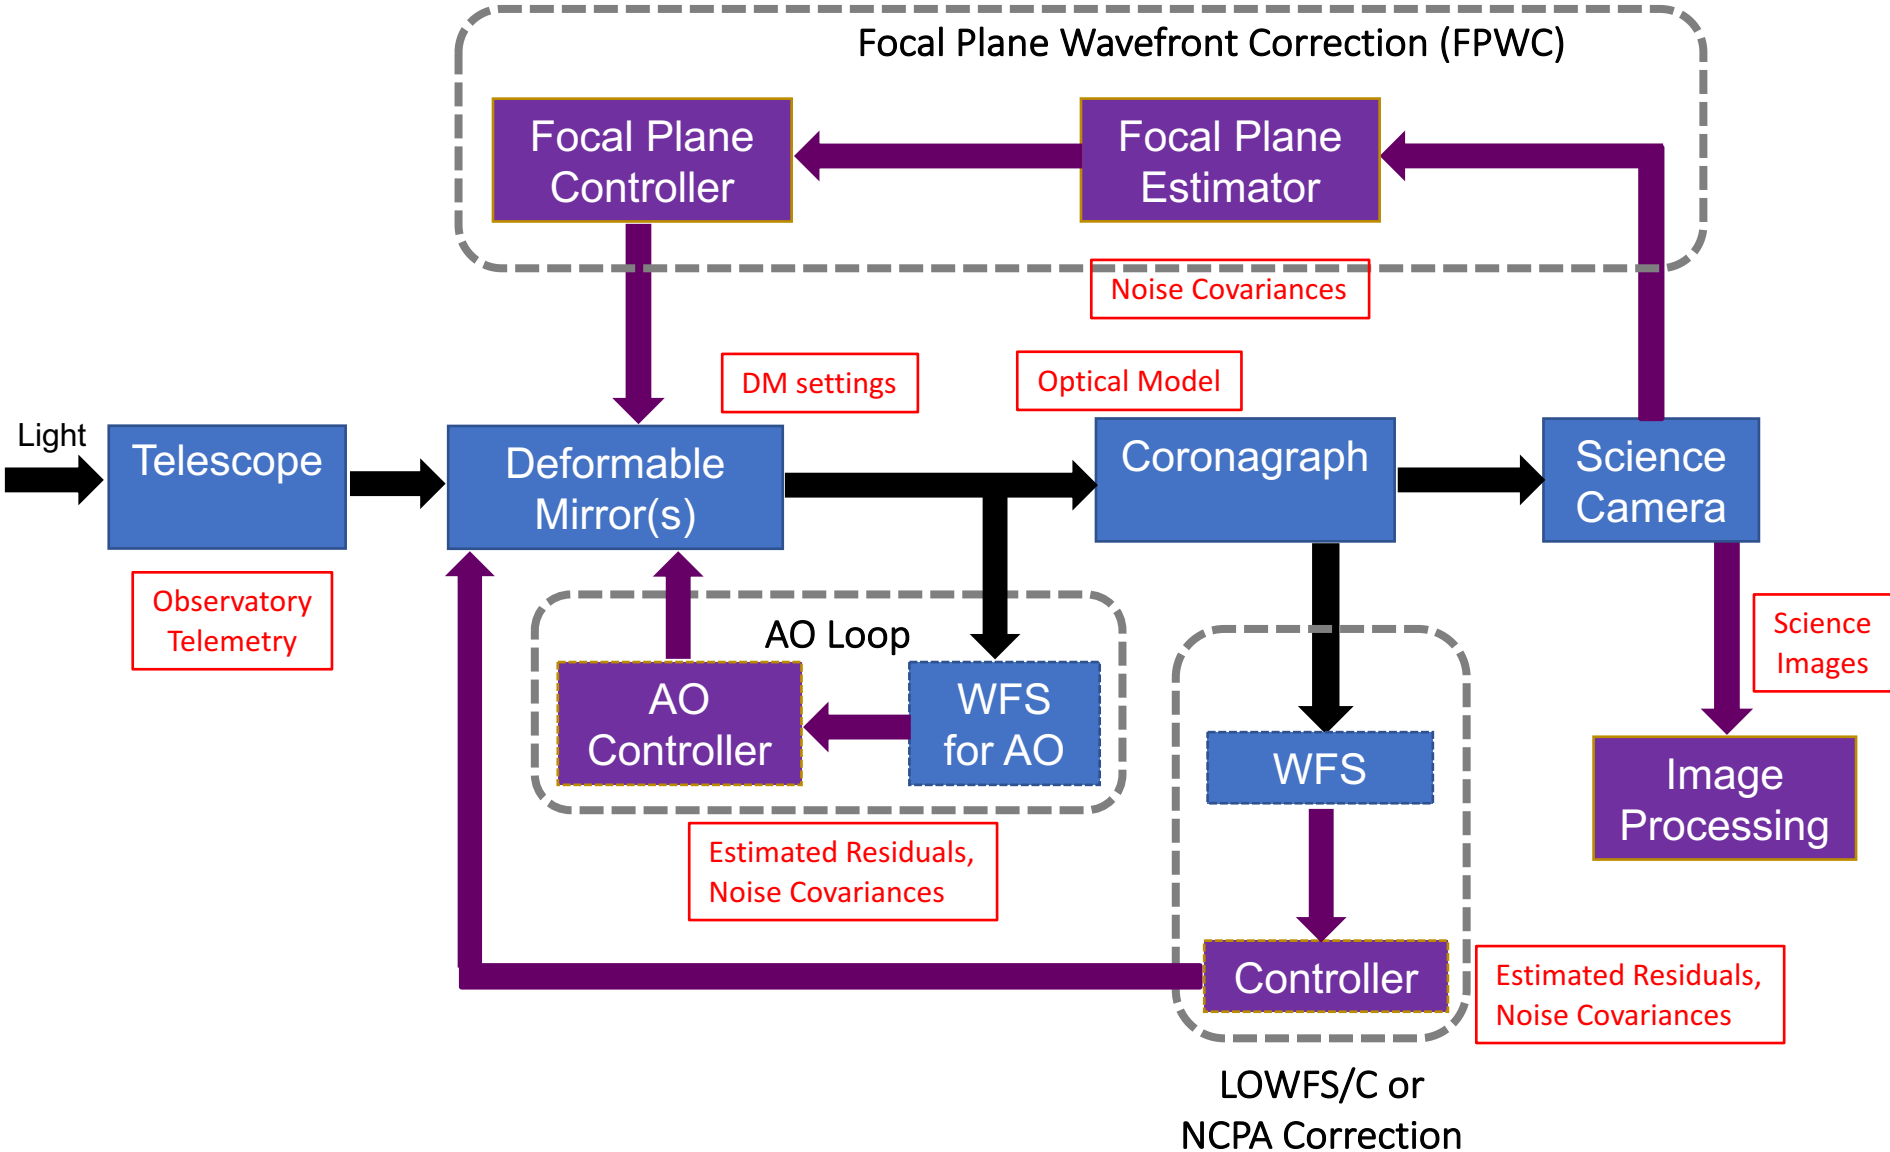 Focal Plane Wavefront Correction (FPWC)
Focal Plane
Controller
Focal Plane
Estimator
Noise Covariances
DM settings
Optical Model
Light
Telescope
Deformable
Mirror(s)
Coronagraph
Science
Camera
Observatory
Telemetry
AO Loop
AO
Controller
WFS
for AO
Science
Images
WFS
Image
Processing
Estimated Residuals,
Noise Covariances
Controller
Estimated Residuals,
Noise Covariances
LOWFS/C or
NCPA Correction